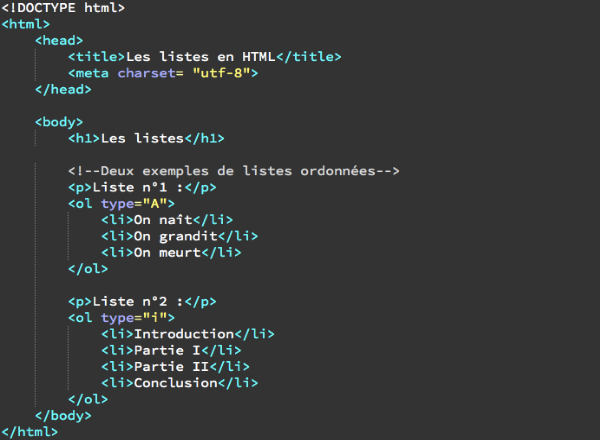 <!DOCTYPE html>
<html>
    <head>
        <title>Les listes en HTML</title>
        <meta charset= "utf-8">
    </head>

    <body>
        <h1>Les listes</h1>

        <!--Deux exemples de listes ordonnées-->
        <p>Liste n°1 :</p>
        <ol type="A">
            <li>On nait</li>
            <li>On grandit</li>
            <li>On meurt</li>
        </ol>

        <p>Liste n°2 :</p>
        <ol type="i">
            <li>Introduction</li>
            <li>Partie I</li>
            <li>Partie II</li>
            <li>Conclusion</li>
        </ol>
    </body>
</html>